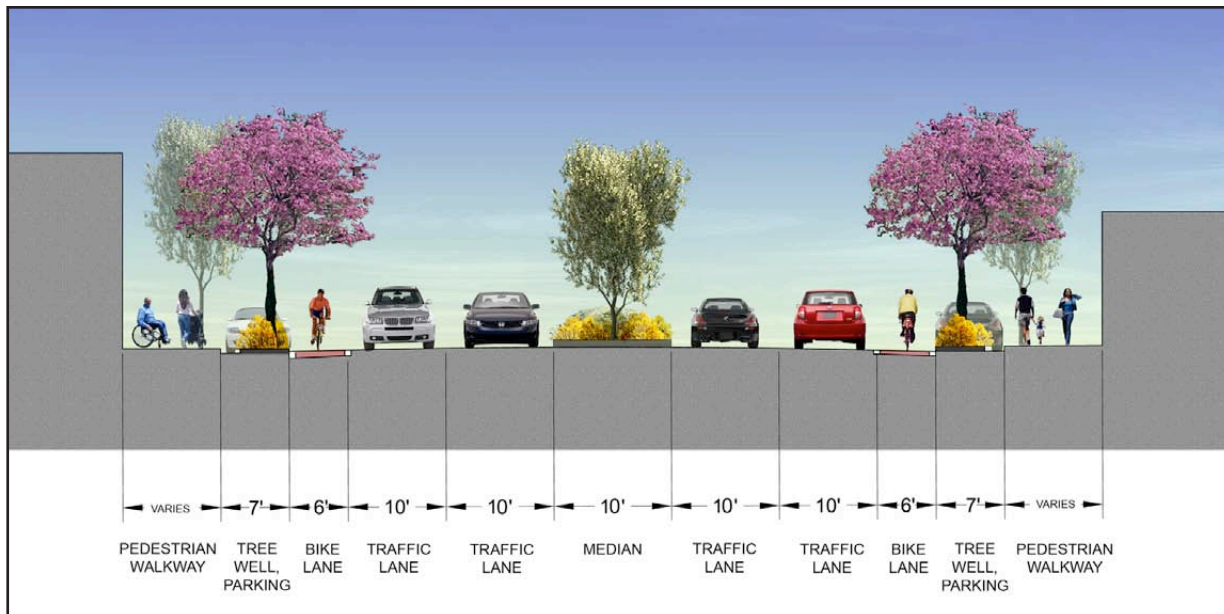 VARIES 7' 6' 10' 10' 10' 10' 10' 6' 7' VARIES
PEDESTRIAN WALKWAY
TREE WELL, PARKING
BIKE LANE
TRAFFIC LANE
TRAFFIC LANE
MEDIAN
TRAFFIC LANE
TRAFFIC LANE
BIKE LANE
TREE WELL, PARKING
PEDESTRIAN WALKWAY